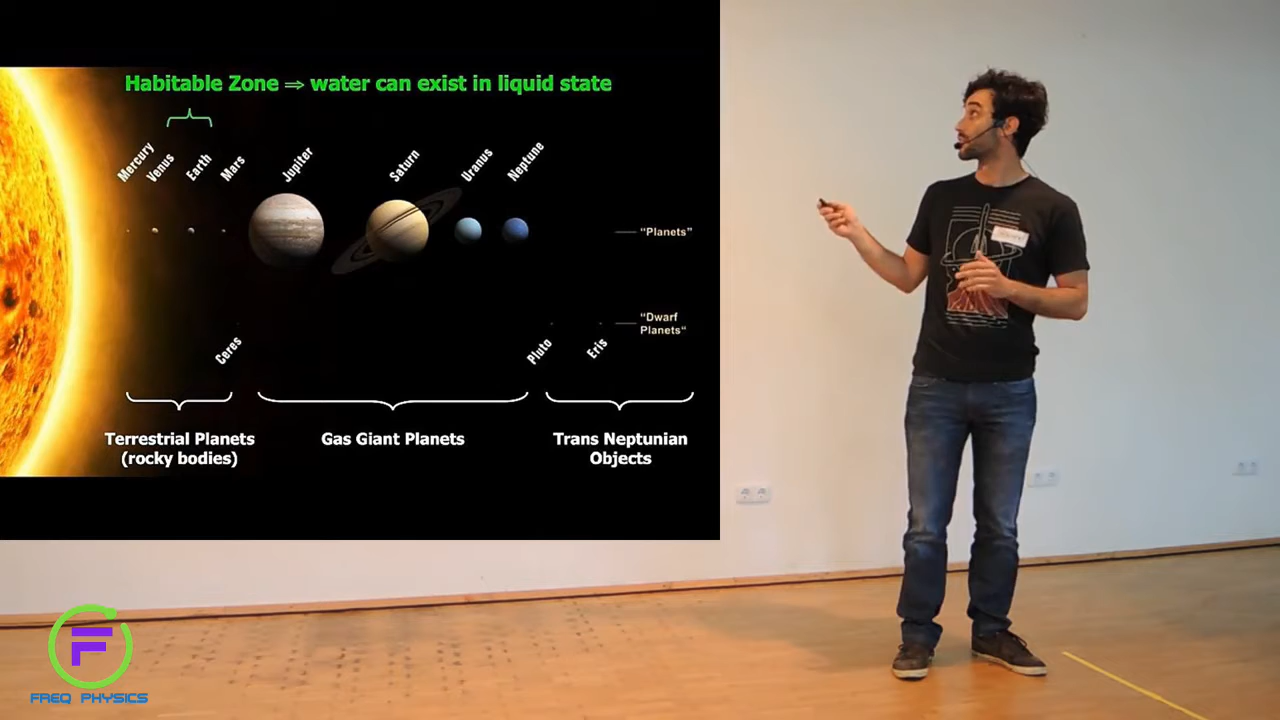 Habitable Zone ⇒ water can exist in liquid state
Mercury
Venus
Earth
Mars
Jupiter
Saturn
Uranus
Neptune
"Planets"
"Dwarf
Planets"
Ceres
Pluto
Eris
Terrestrial Planets
(rocky bodies)
Gas Giant Planets
Trans Neptunian
Objects
FREQ PHYSICS